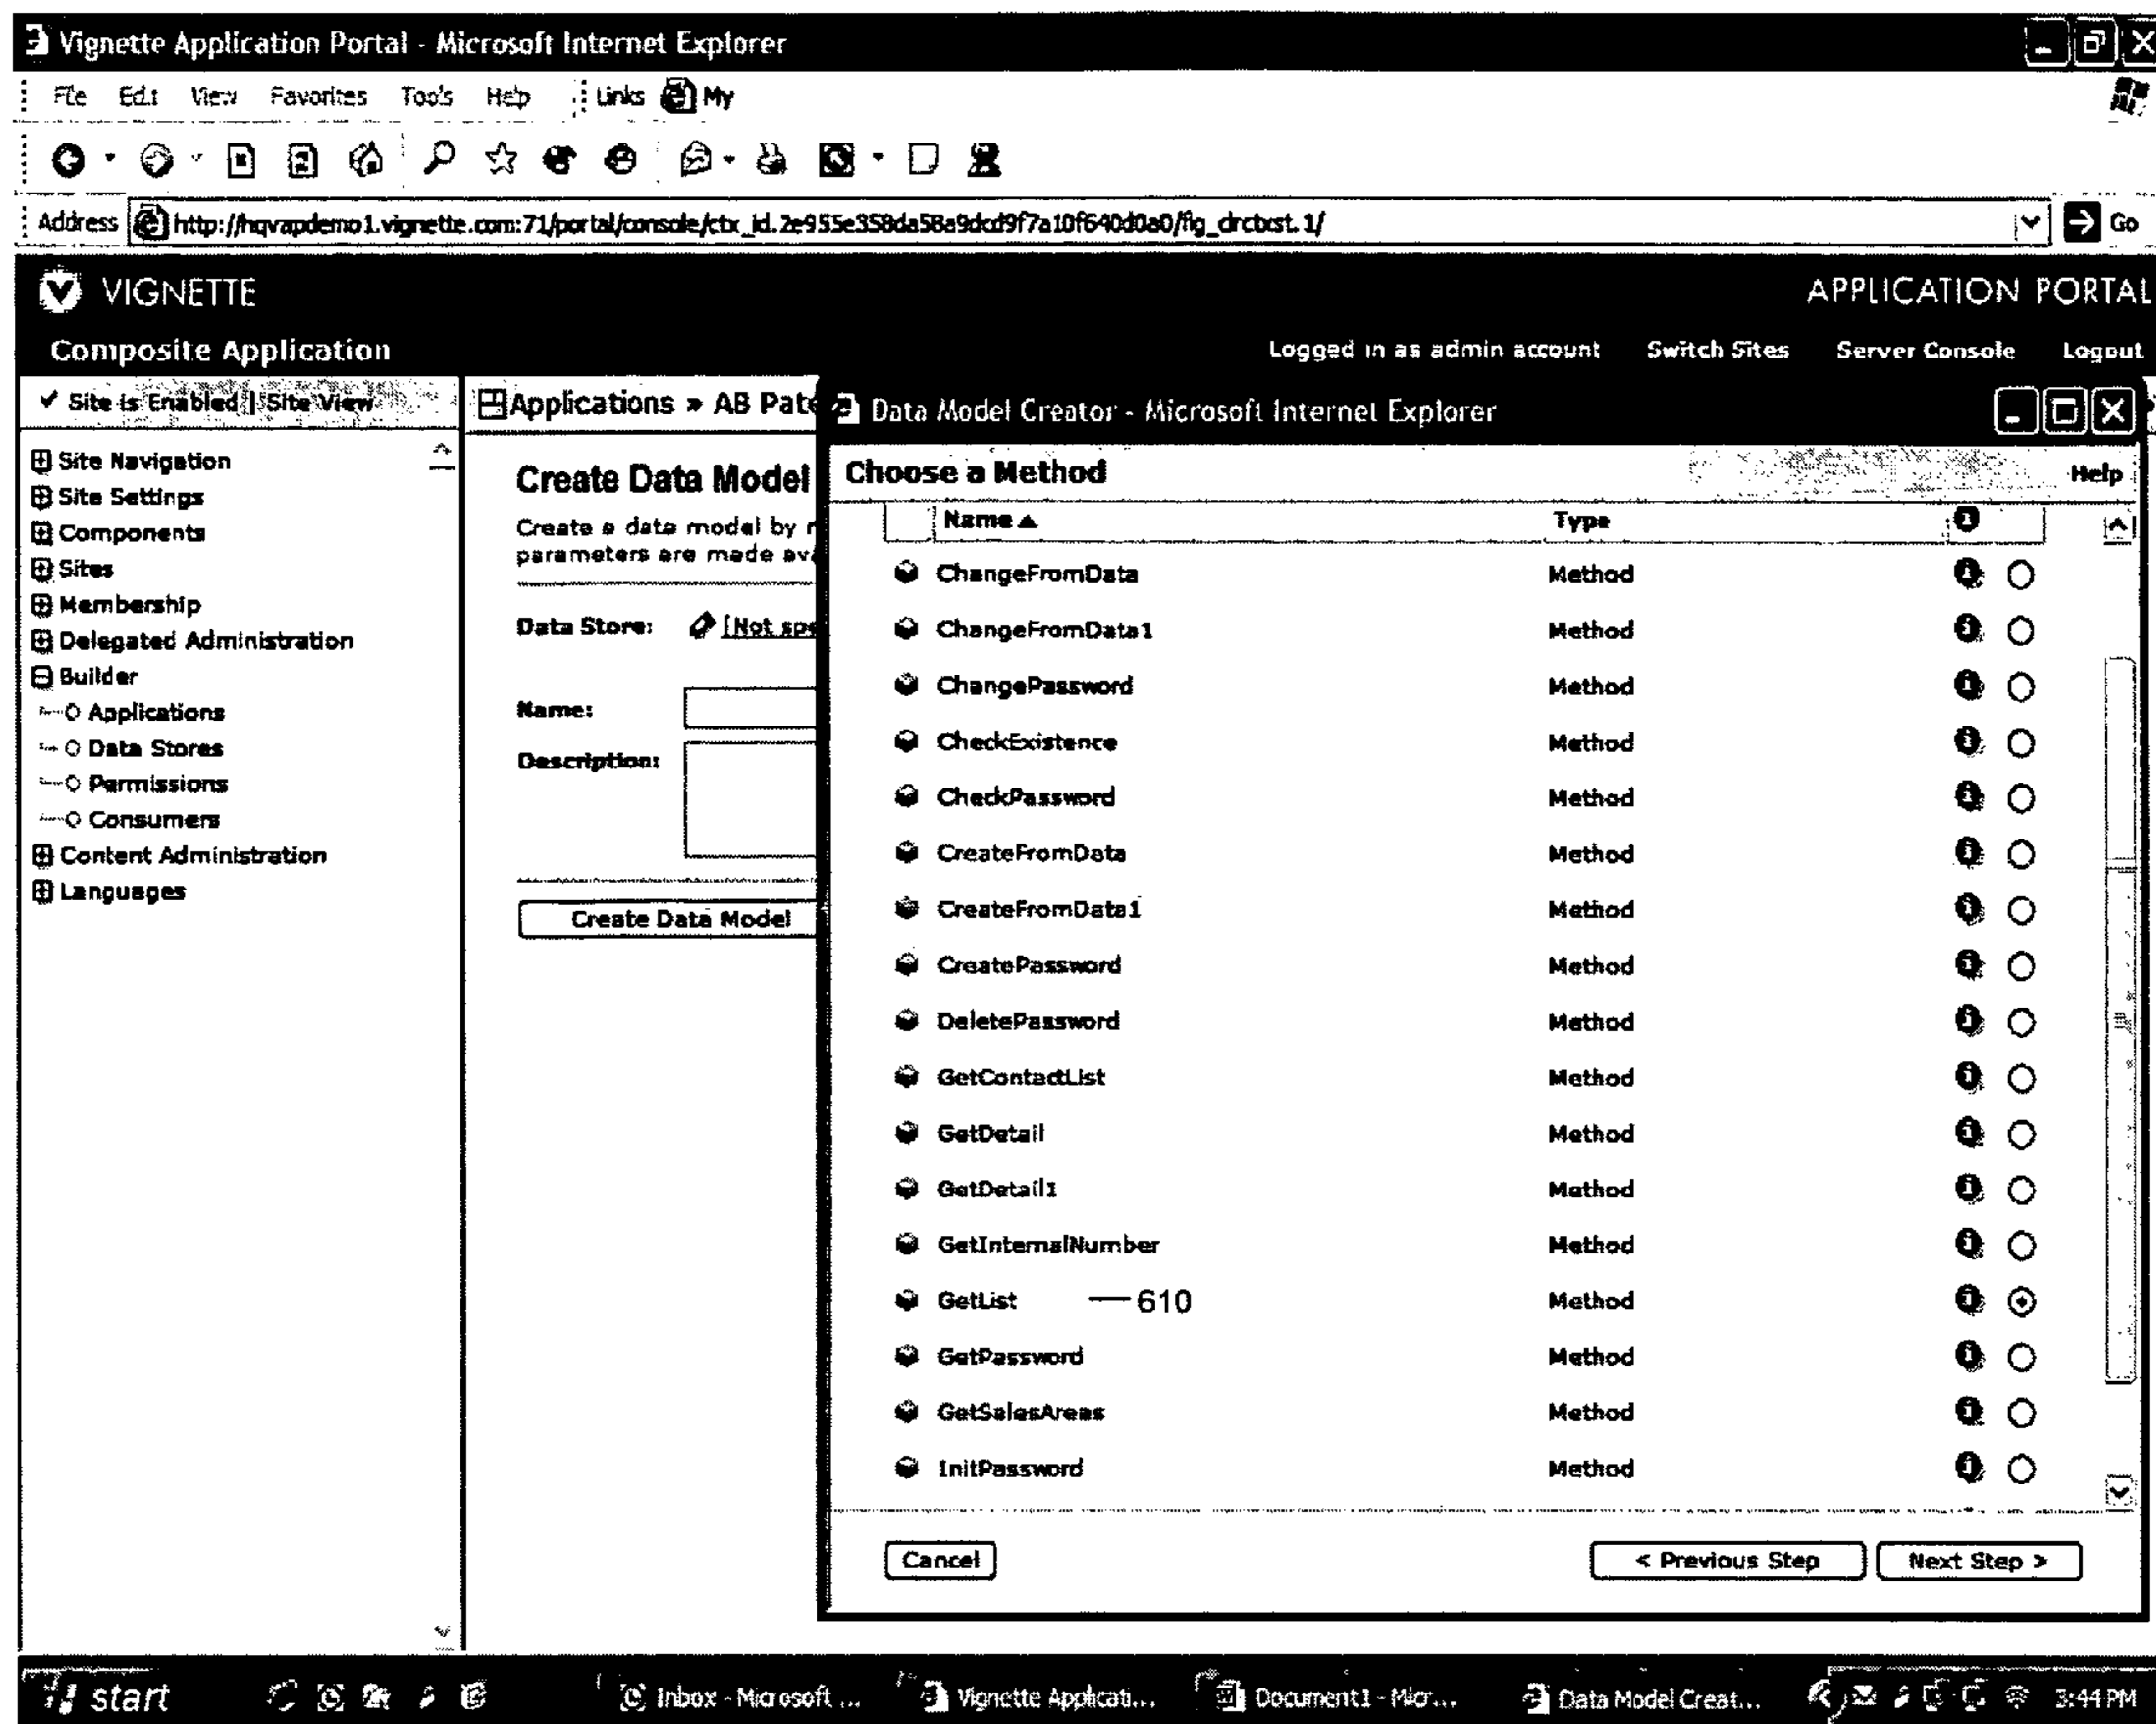 Vignette Application Portal - Microsoft Internet Explorer
File Edit View Favorites Tools Help Links My
Address http://hqvapdemo1.vignette.com:71/portal/console/ctx_id.2e955e358da58a9dcd9f7a10f640d0a0/flg_drctxst.1/ Go
VIGNETTE APPLICATION PORTAL
Composite Application Logged in as admin account Switch Sites Server Console Logout
Site is Enabled | Site View
Site Navigation
Site Settings
Components
Sites
Membership
Delegated Administration
Builder
Applications
Data Stores
Permissions
Consumers
Content Administration
Languages
Applications » AB Pate
Create Data Model
Create a data model by
parameters are made ava
Data Store: [Not spe
Name:
Description:
Create Data Model
Data Model Creator - Microsoft Internet Explorer
Choose a Method Help
Name Type
ChangeFromData Method
ChangeFromData1 Method
ChangePassword Method
CheckExistence Method
CheckPassword Method
CreateFromData Method
CreateFromData1 Method
CreatePassword Method
DeletePassword Method
GetContactList Method
GetDetail Method
GetDetail1 Method
GetInternalNumber Method
GetList 610 Method
GetPassword Method
GetSalesAreas Method
InitPassword Method
Cancel < Previous Step Next Step >
start Inbox - Microsoft ... Vignette Applicati... Document1 - Micr... Data Model Creat... 3:44 PM